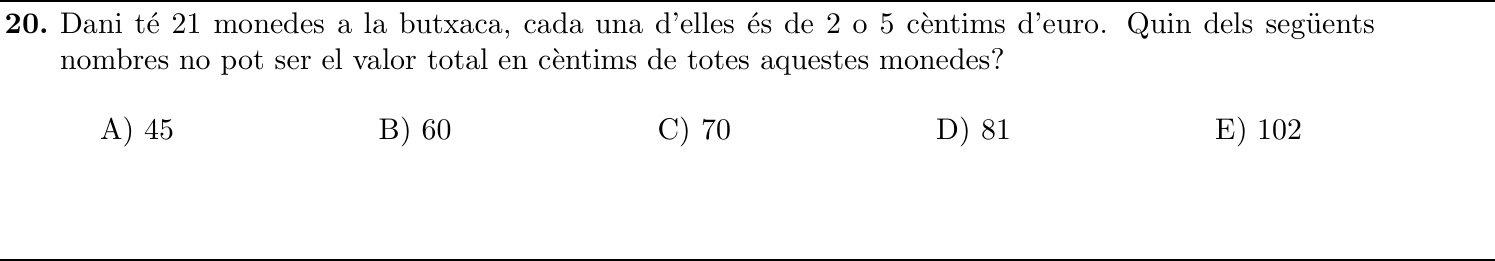 20. Dani té 21 monedes a la butxaca, cada una d'elles és de 2 o 5 cèntims d'euro. Quin dels següents
nombres no pot ser el valor total en cèntims de totes aquestes monedes?
A) 45 B) 60 C) 70 D) 81 E) 102